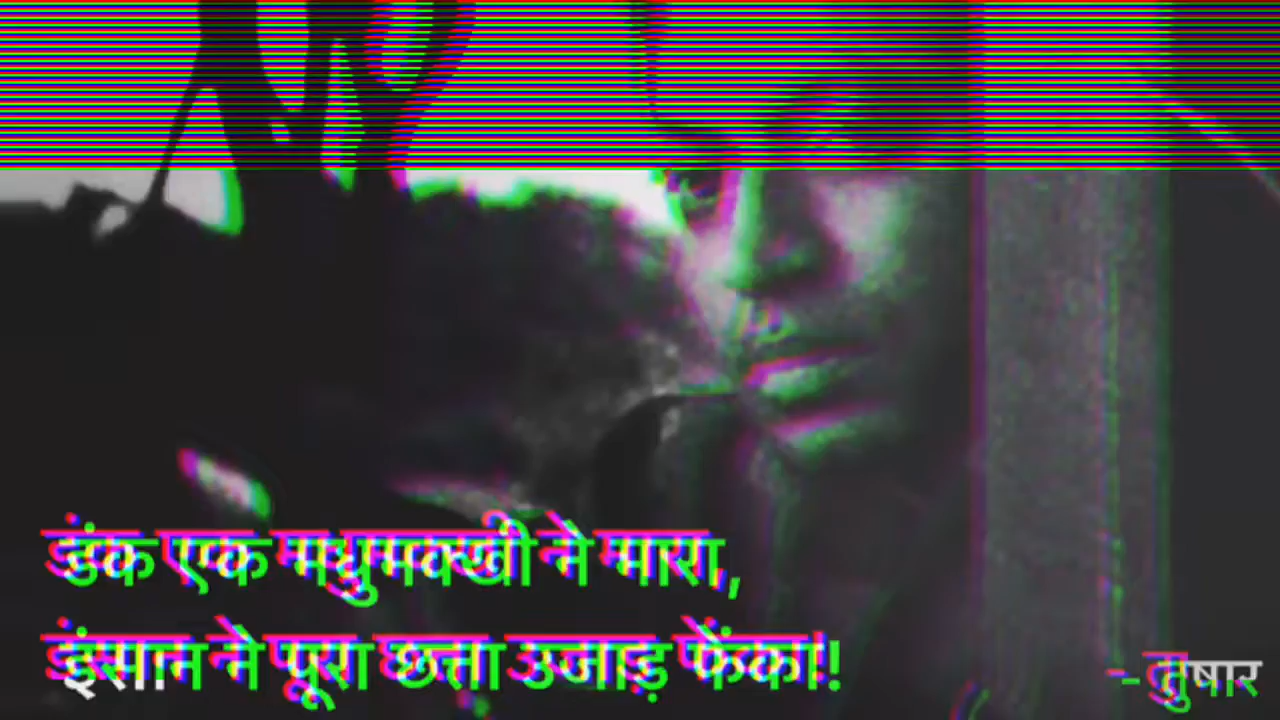 डंक एक मधुमक्खी ने मारा,
इंसान ने पूरा छत्ता उजाड़ फेंका!
- तुषार